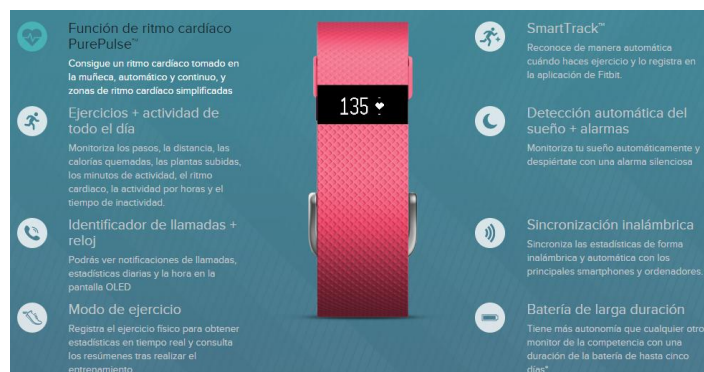 Función de ritmo cardíaco
PurePulse™
Consigue un ritmo cardíaco tomado en
la muñeca, automático y continuo, y
zonas de ritmo cardíaco simplificadas
Ejercicios + actividad de
todo el día
Monitoriza los pasos, la distancia, las
calorías quemadas, las plantas subidas,
los minutos de actividad, el ritmo
cardiaco, la actividad por horas y el
tiempo de inactividad.
Identificador de llamadas +
reloj
Podrás ver notificaciones de llamadas,
estadísticas diarias y la hora en la
pantalla OLED
Modo de ejercicio
Registra el ejercicio físico para obtener
estadísticas en tiempo real y consulta
los resúmenes tras realizar el
entrenamiento
135
SmartTrack™
Reconoce de manera automática
cuándo haces ejercicio y lo registra en
la aplicación de Fitbit.
Detección automática del
sueño + alarmas
Monitoriza tu sueño automáticamente y
despiértate con una alarma silenciosa
Sincronización inalámbrica
Sincroniza las estadísticas de forma
inalámbrica y automática con los
principales smartphones y ordenadores.
Batería de larga duración
Tiene más autonomía que cualquier otro
monitor de la competencia con una
duración de la batería de hasta cinco
días*